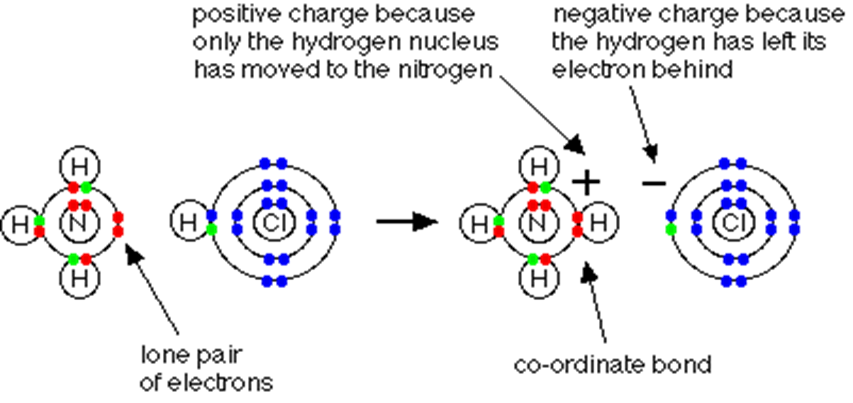 positive charge because
only the hydrogen nucleus
has moved to the nitrogen
negative charge because
the hydrogen has left its
electron behind
H
H
N
H
H
Cl
H
H
N
H
H
+
−
Cl
lone pair
of electrons
co-ordinate bond